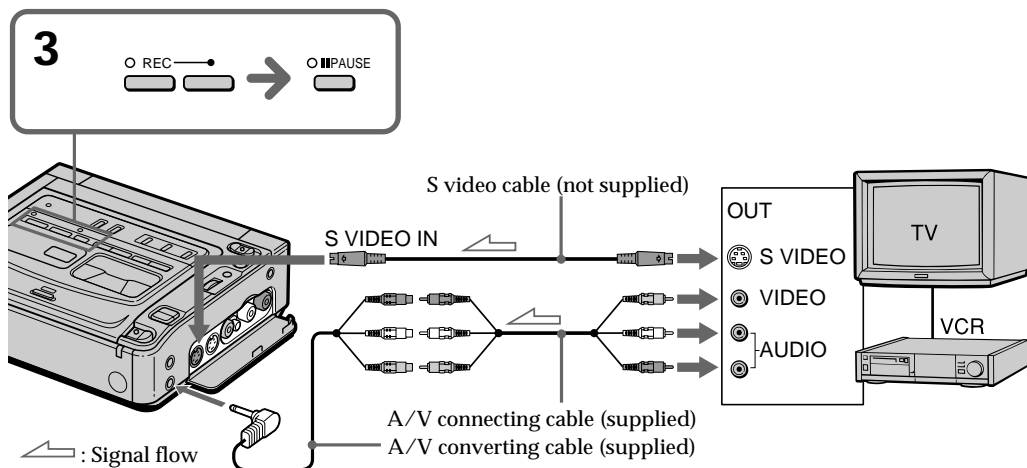 3
REC
PAUSE
S video cable (not supplied)
S VIDEO IN
OUT
S VIDEO
VIDEO
AUDIO
TV
VCR
A/V connecting cable (supplied)
A/V converting cable (supplied)
: Signal flow